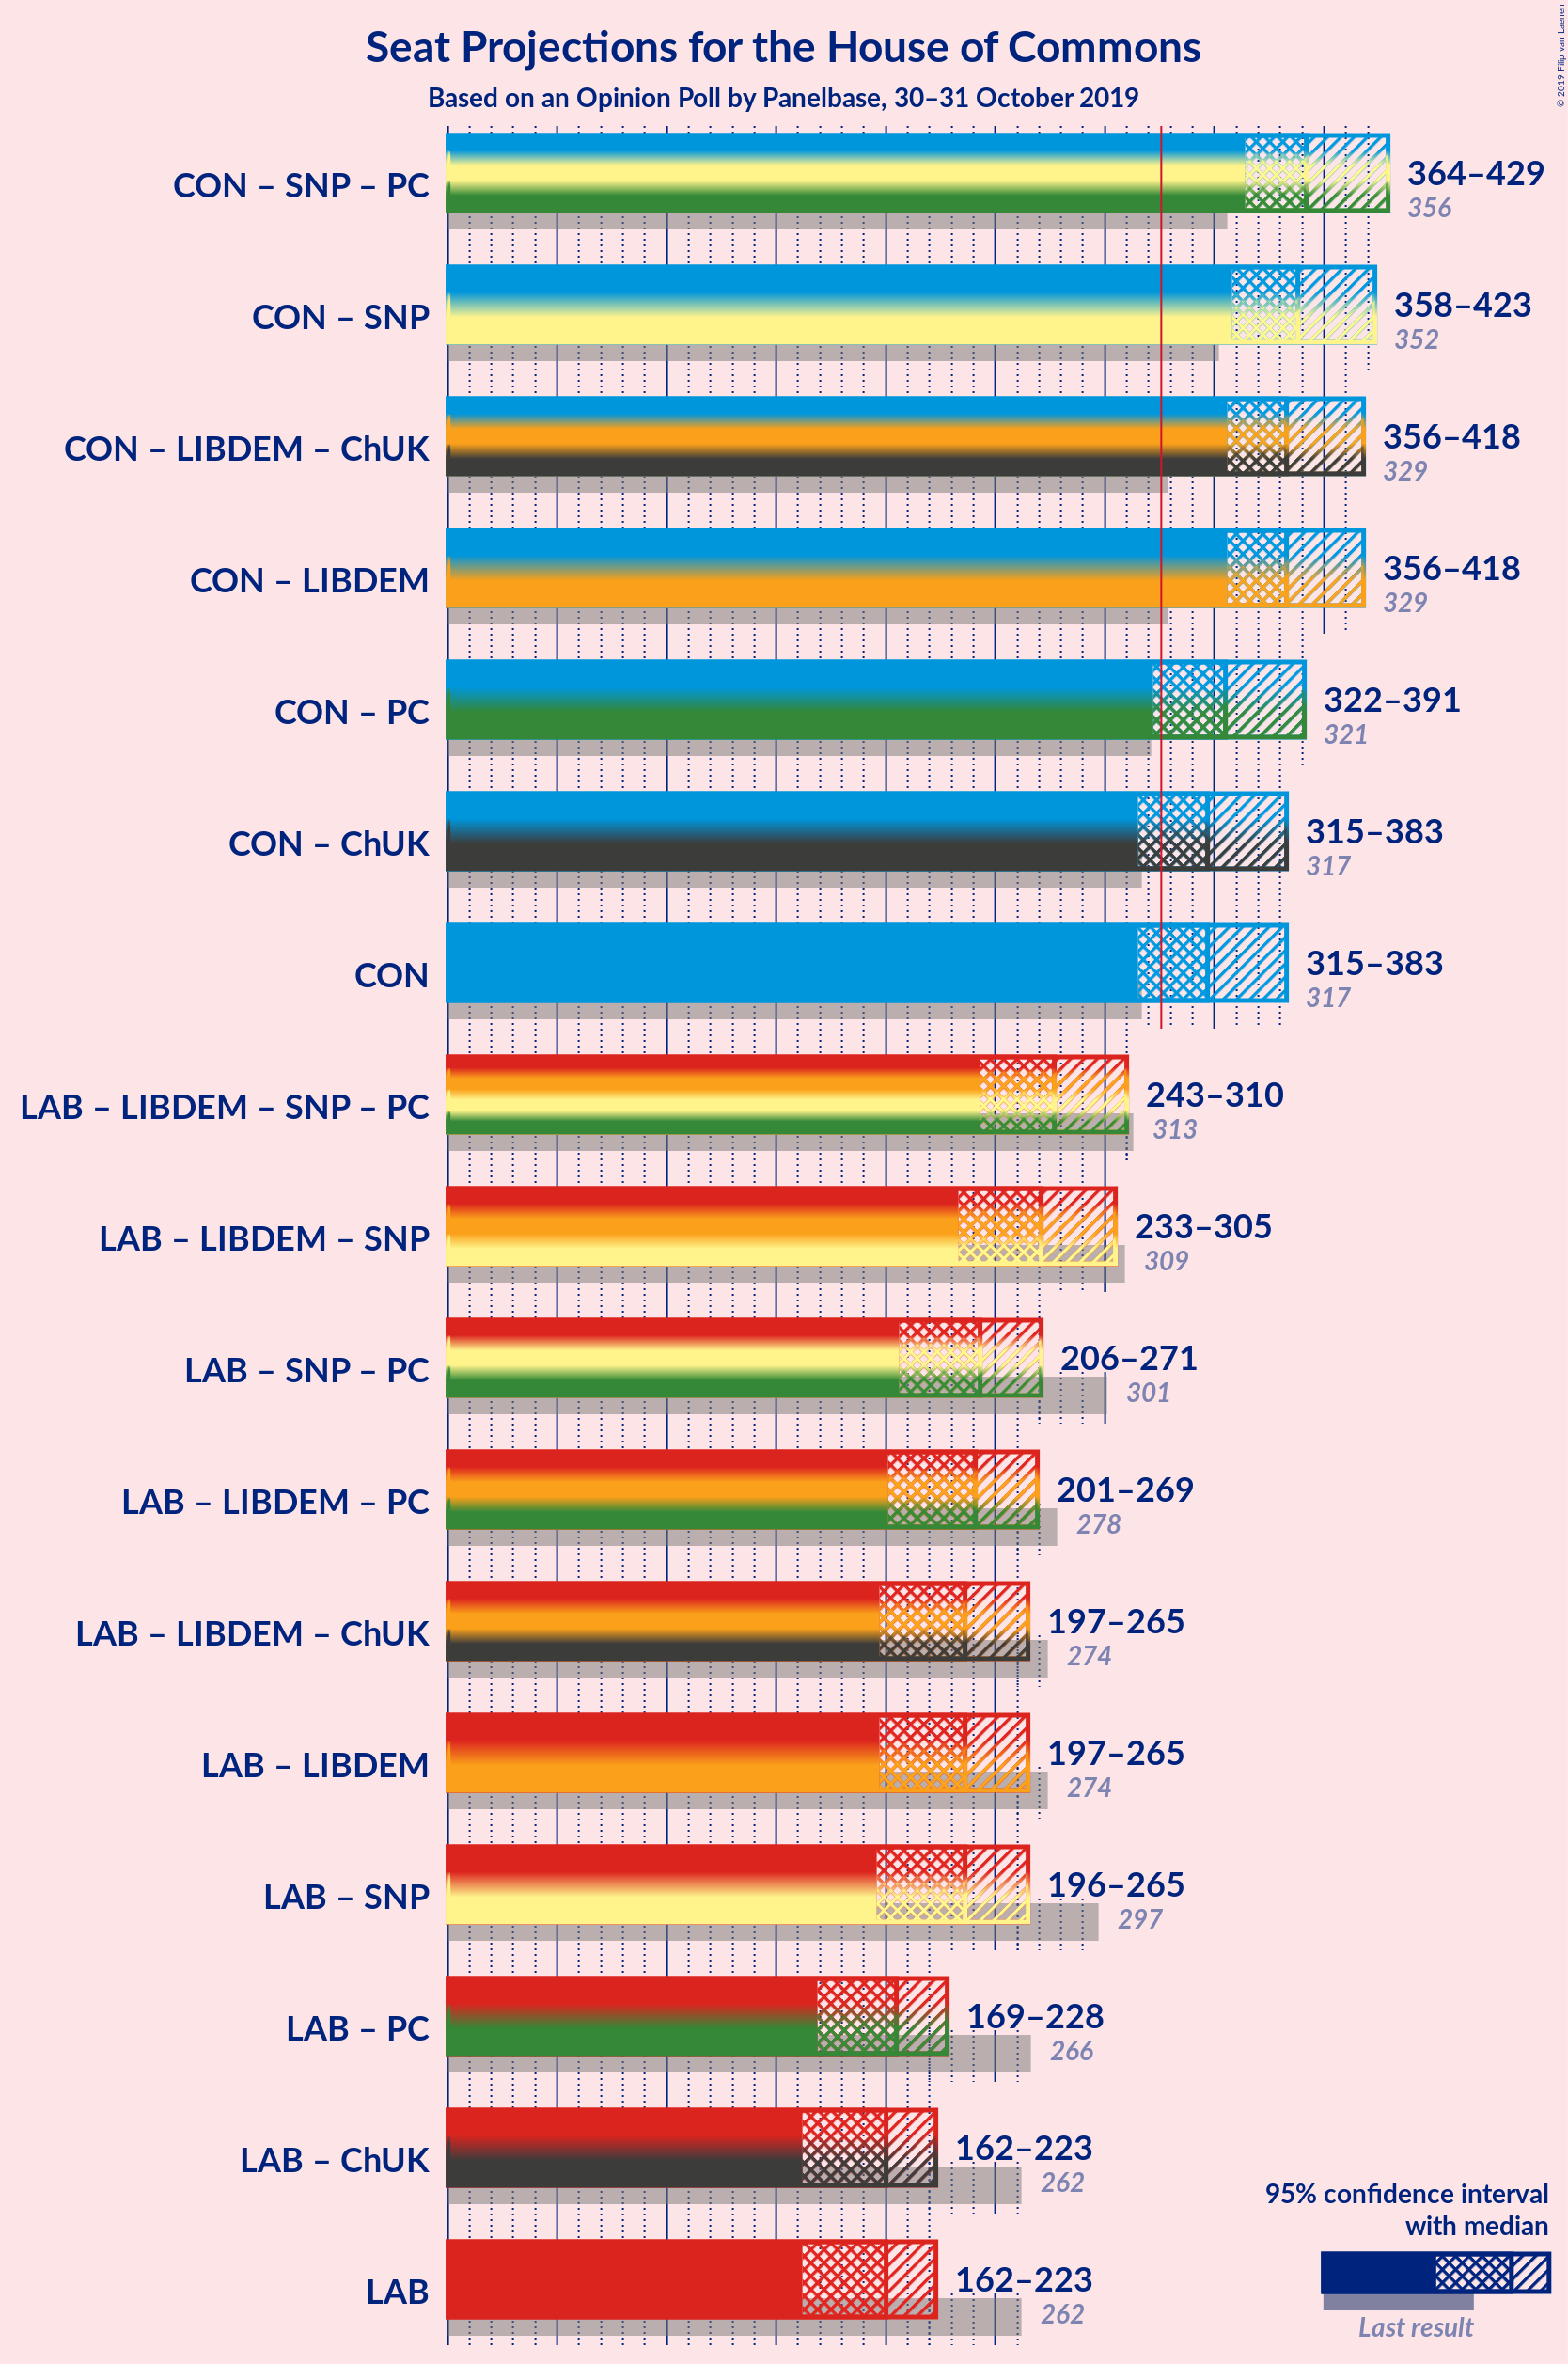 Seat Projections for the House of Commons
Based on an Opinion Poll by Panelbase, 30–31 October 2019
© 2019 Filip van Laenen
CON – SNP – PC
364–429
356
CON – SNP
358–423
352
CON – LIBDEM – ChUK
356–418
329
CON – LIBDEM
356–418
329
CON – PC
322–391
321
CON – ChUK
315–383
317
CON
315–383
317
LAB – LIBDEM – SNP – PC
243–310
313
LAB – LIBDEM – SNP
233–305
309
LAB – SNP – PC
206–271
301
LAB – LIBDEM – PC
201–269
278
LAB – LIBDEM – ChUK
197–265
274
LAB – LIBDEM
197–265
274
LAB – SNP
196–265
297
LAB – PC
169–228
266
LAB – ChUK
162–223
262
LAB
162–223
262
95% confidence interval
with median
Last result